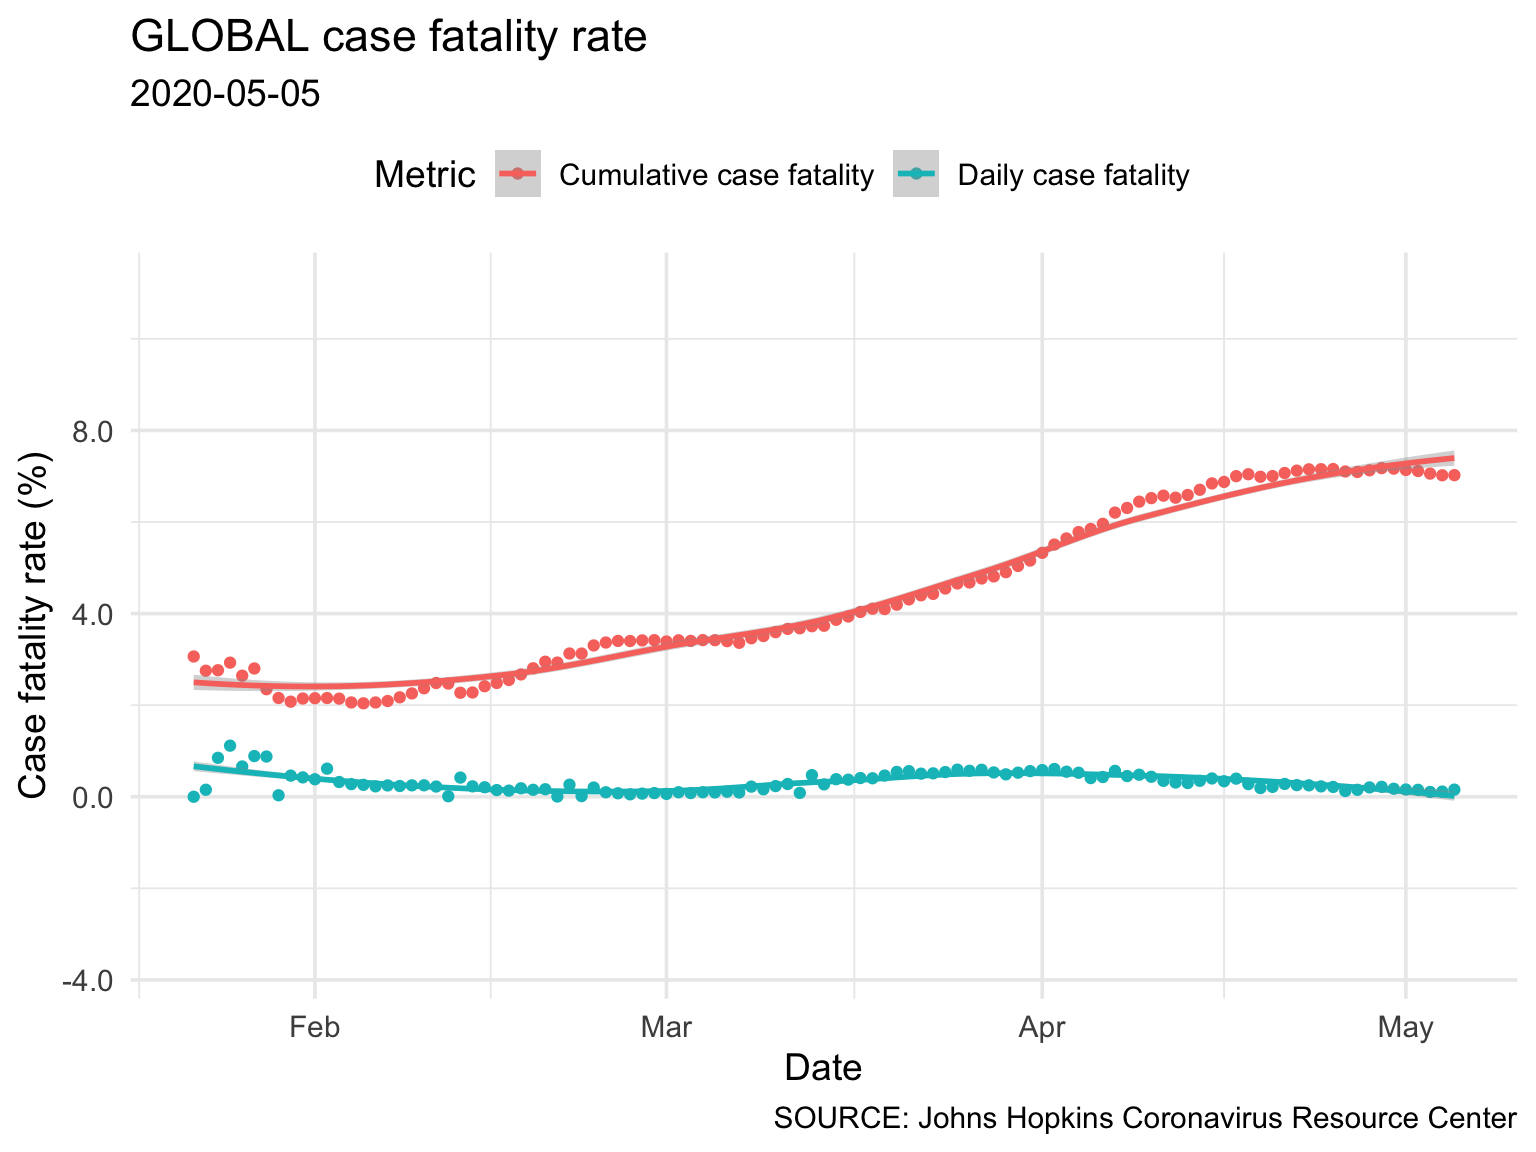 GLOBAL case fatality rate
2020-05-05
Metric Cumulative case fatality Daily case fatality
Case fatality rate (%)
8.0
4.0
0.0
-4.0
Feb Mar Apr May
Date
SOURCE: Johns Hopkins Coronavirus Resource Center